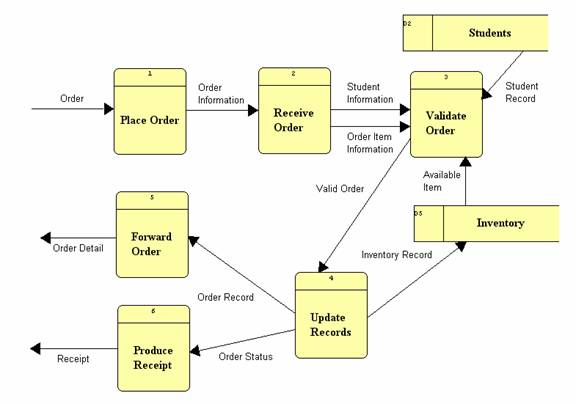 D2
Students
1
Place Order
2
Receive
Order
3
Validate
Order
Order
Order
Information
Student
Information
Order Item
Information
Student
Record
Available
Item
Valid Order
D3
Inventory
5
Forward
Order
Order Detail
Inventory Record
4
Update
Records
Order Record
6
Produce
Receipt
Order Status
Receipt